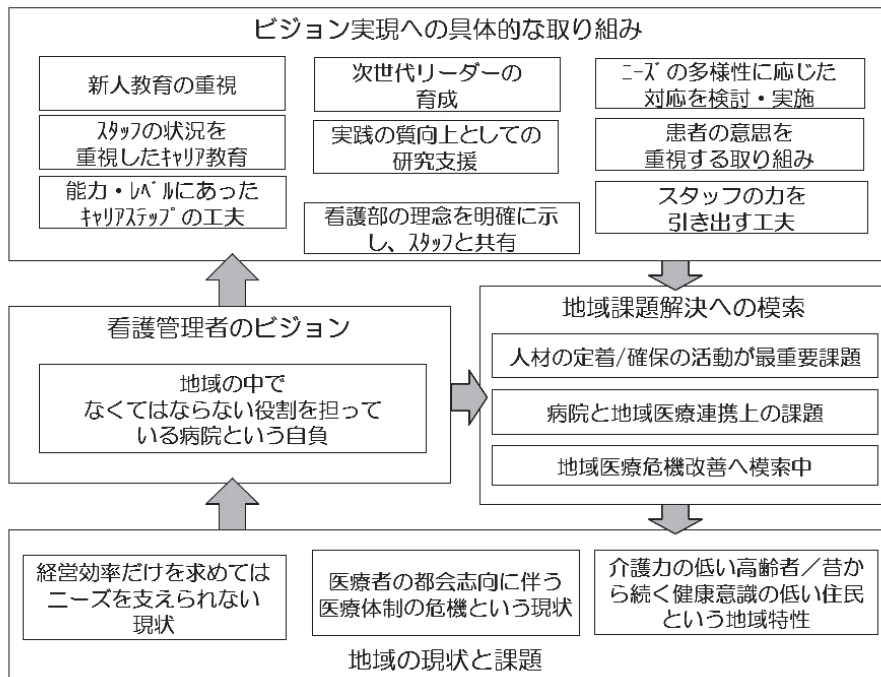 ビジョン実現への具体的な取り組み
新人教育の重視
スタッフの状況を
重視したキャリア教育
能力・レベルにあった
キャリアステップの工夫
次世代リーダーの
育成
実践の質向上としての
研究支援
看護部の理念を明確に示
し、スタッフと共有
ニーズの多様性に応じた
対応を検討・実施
患者の意思を
重視する取り組み
スタッフの力を
引き出す工夫
看護管理者のビジョン
地域の中で
なくてはならない役割を担って
いる病院という自負
地域課題解決への模索
人材の定着/確保の活動が最重要課題
病院と地域医療連携上の課題
地域医療危機改善へ模索中
経営効率だけを求めては
ニーズを支えられない
現状
医療者の都会志向に伴う
医療体制の危機という現状
介護力の低い高齢者／昔か
ら続く健康意識の低い住民
という地域特性
地域の現状と課題